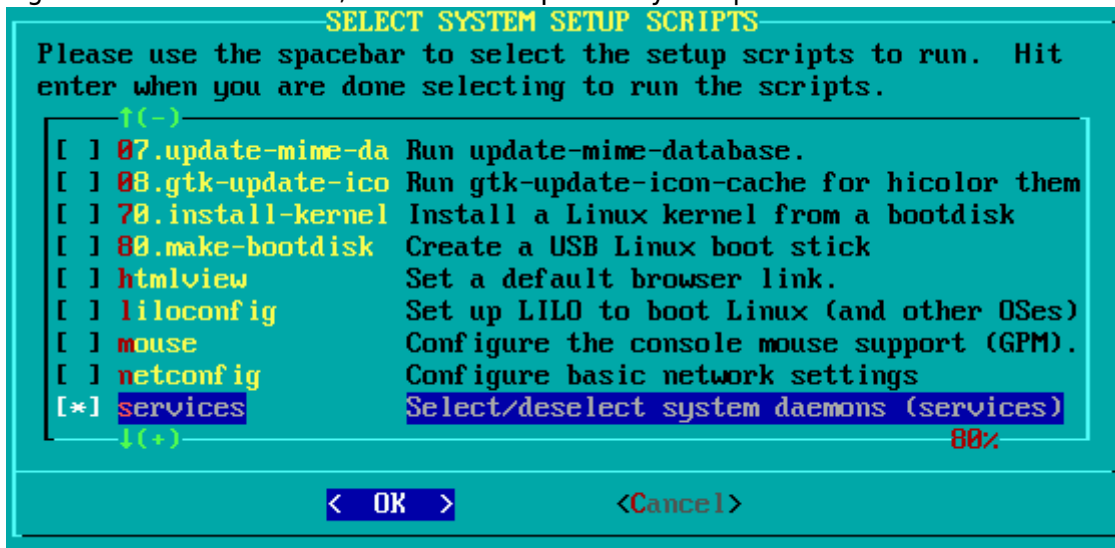 SELECT SYSTEM SETUP SCRIPTS
Please use the spacebar to select the setup scripts to run.  Hit
enter when you are done selecting to run the scripts.
↑(-)
[ ] 07.update-mime-da Run update-mime-database.
[ ] 08.gtk-update-ico Run gtk-update-icon-cache for hicolor them
[ ] 70.install-kernel Install a Linux kernel from a bootdisk
[ ] 80.make-bootdisk Create a USB Linux boot stick
[ ] htmlview Set a default browser link.
[ ] liloconfig Set up LILO to boot Linux (and other OSes)
[ ] mouse Configure the console mouse support (GPM).
[ ] netconfig Configure basic network settings
[*] services Select/deselect system daemons (services)
↓(+) 80%
< OK > <Cancel>